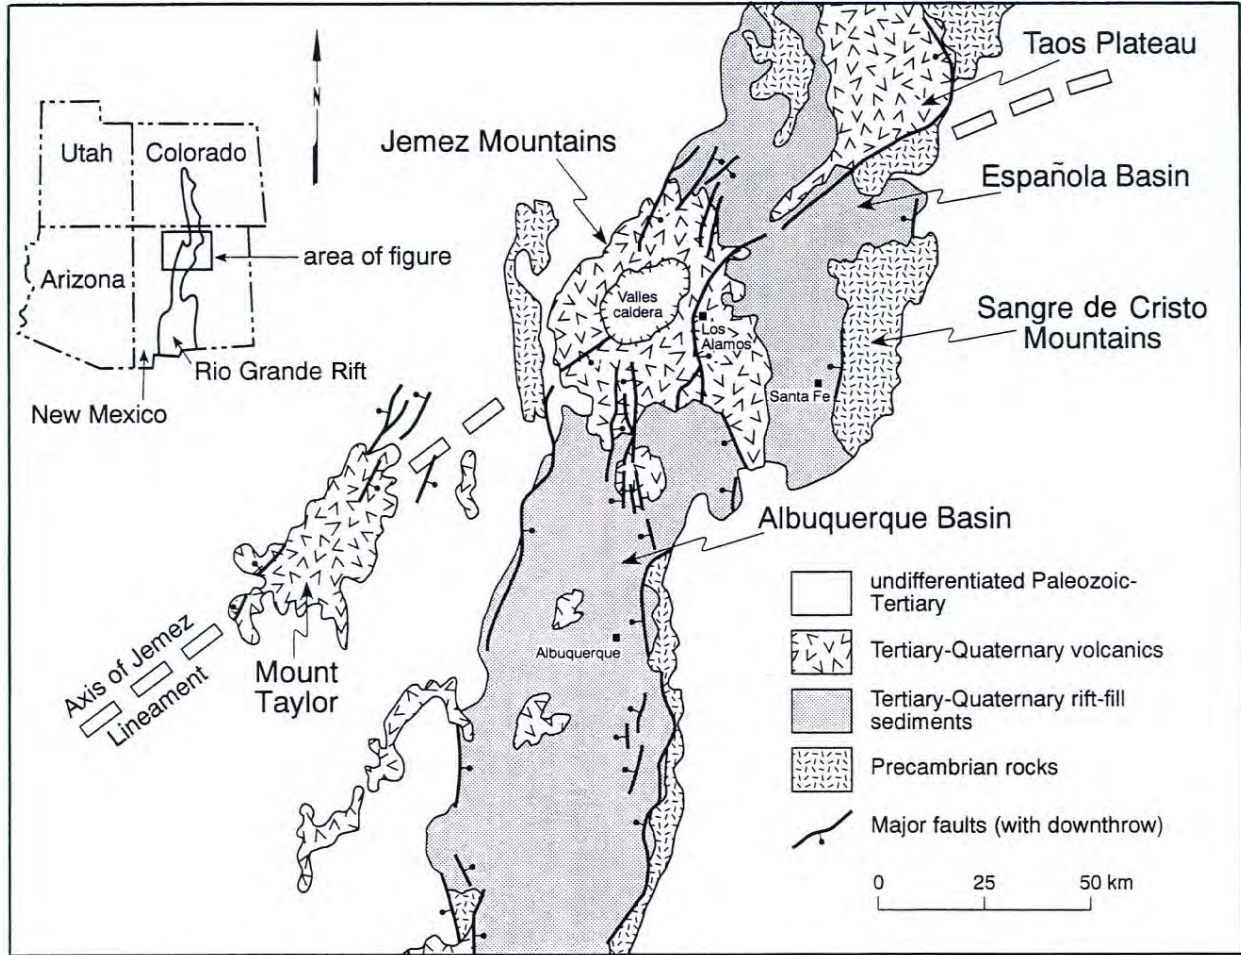 Taos Plateau
N
Jemez Mountains
Utah
Colorado
Española Basin
area of figure
Arizona
Valles
caldera
Los
Alamos
Sangre de Cristo
Mountains
Rio Grande Rift
Santa Fe
New Mexico
Albuquerque Basin
undifferentiated Paleozoic-
Tertiary
Albuquerque
Tertiary-Quaternary volcanics
Axis of Jemez
Lineament
Mount
Taylor
Tertiary-Quaternary rift-fill
sediments
Precambrian rocks
Major faults (with downthrow)
0 25 50 km